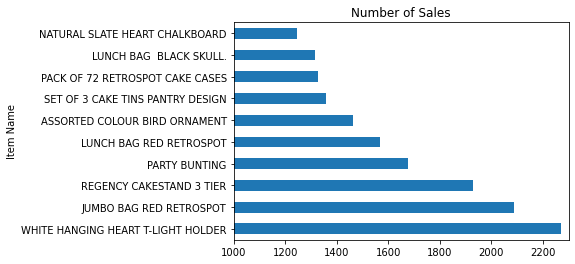 Number of Sales
Item Name
NATURAL SLATE HEART CHALKBOARD
LUNCH BAG  BLACK SKULL.
PACK OF 72 RETROSPOT CAKE CASES
SET OF 3 CAKE TINS PANTRY DESIGN
ASSORTED COLOUR BIRD ORNAMENT
LUNCH BAG RED RETROSPOT
PARTY BUNTING
REGENCY CAKESTAND 3 TIER
JUMBO BAG RED RETROSPOT
WHITE HANGING HEART T-LIGHT HOLDER
1000 1200 1400 1600 1800 2000 2200